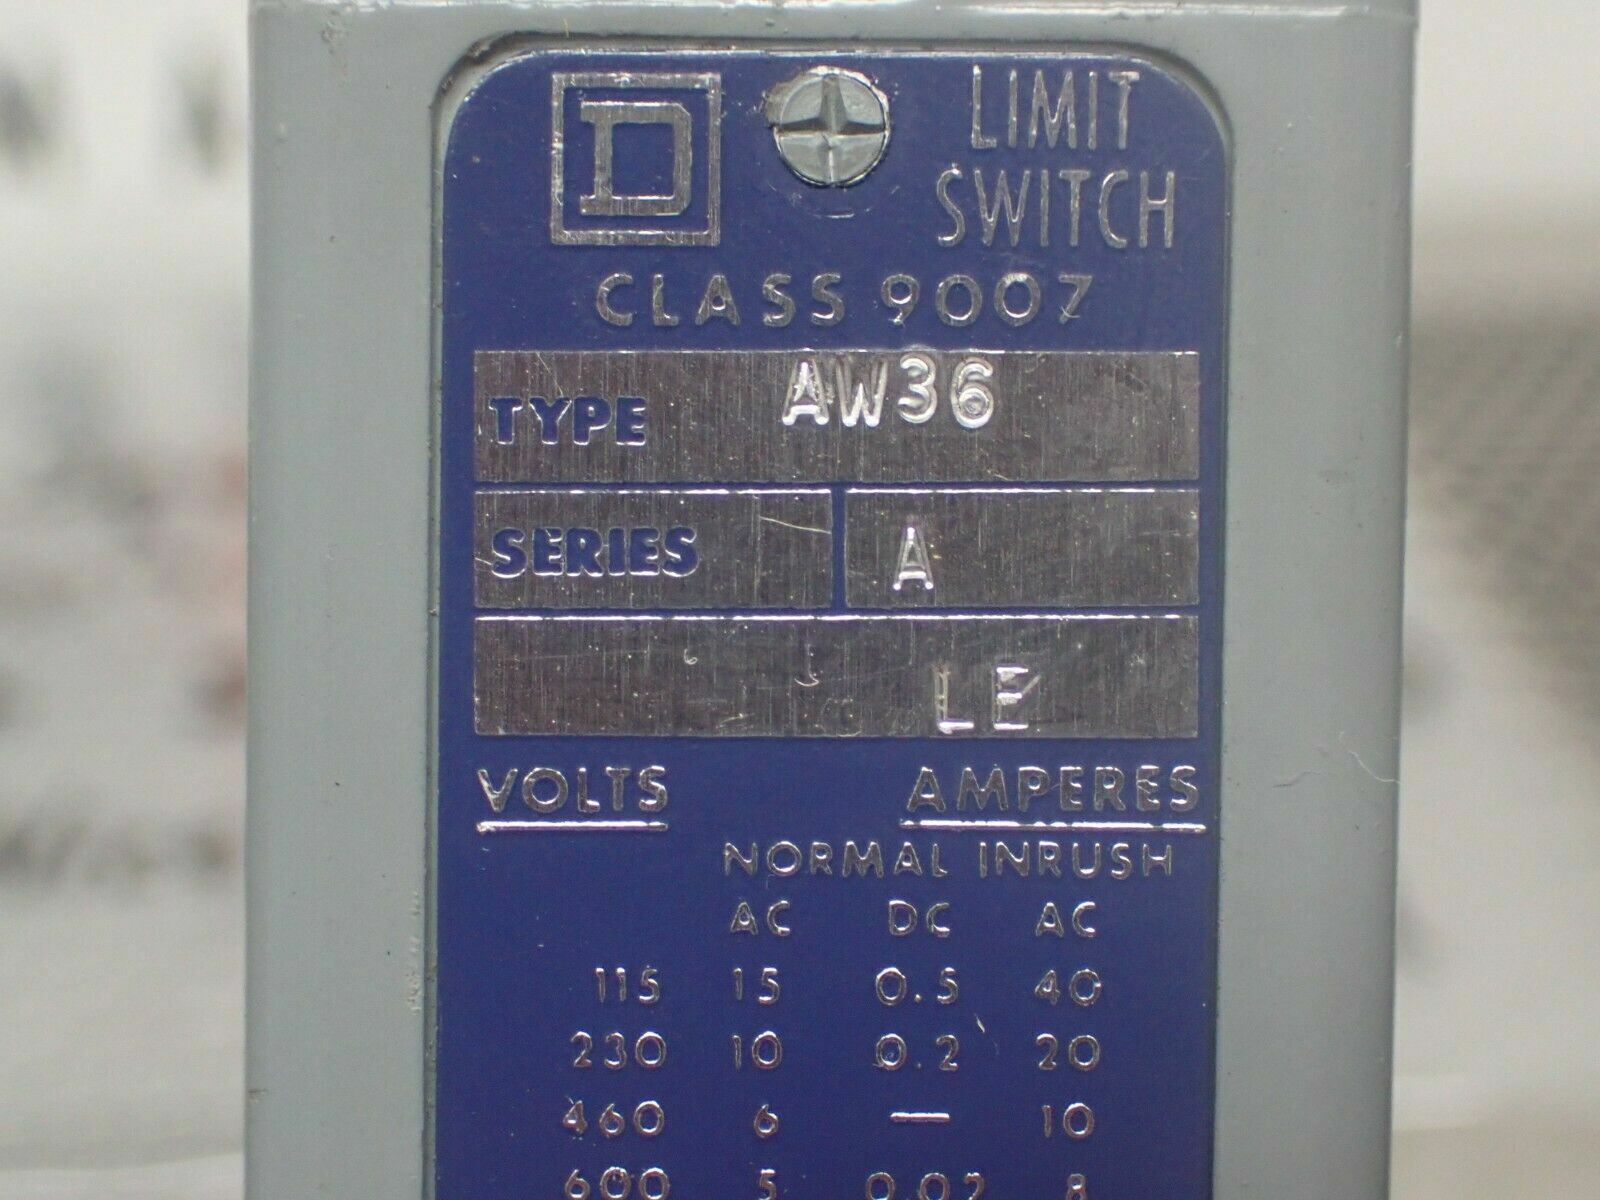 D
LIMIT
SWITCH
CLASS 9007
TYPE AW36
SERIES A
LE
VOLTS AMPERES
NORMAL INRUSH
AC DC AC
115 15 0.5 40
230 10 0.2 20
460 6 — 10
600 5 0.02 8